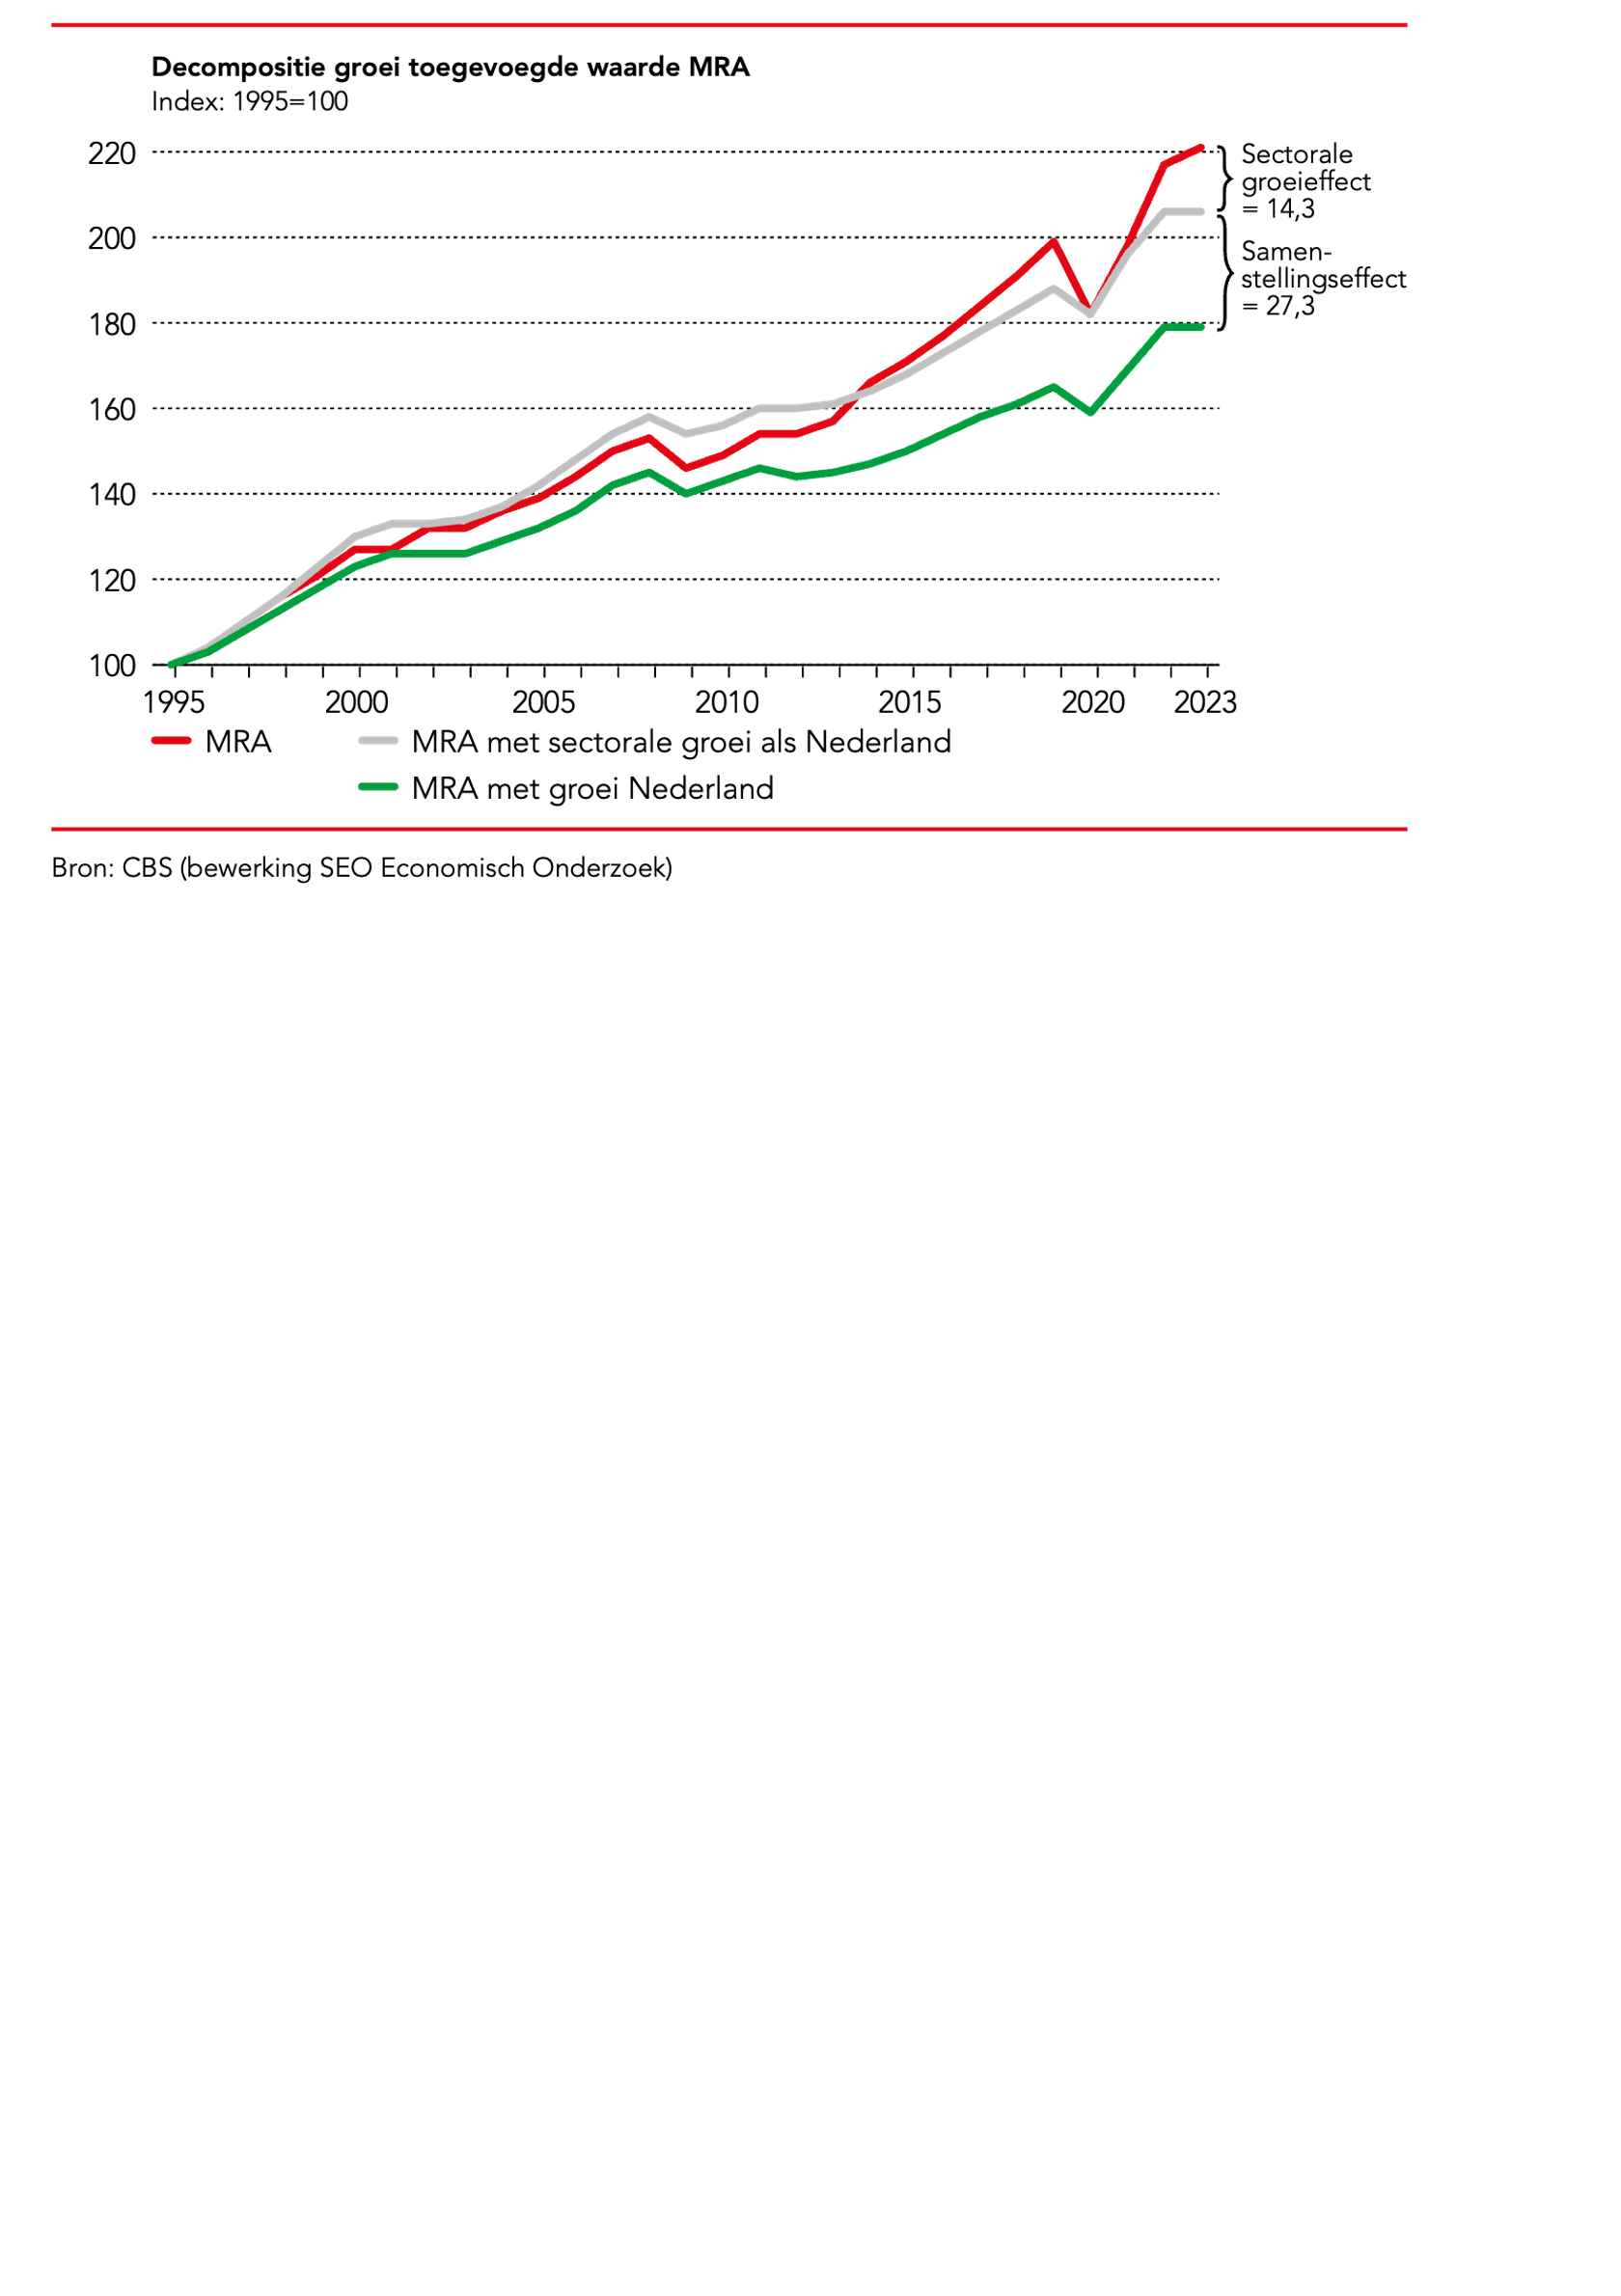 Decompositie groei toegevoegde waarde MRA
Index: 1995=100
220
200
180
160
140
120
100
1995 2000 2005 2010 2015 2020 2023
Sectorale
groeieffect
= 14,3
Samen-
stellingseffect
= 27,3
MRA
MRA met sectorale groei als Nederland
MRA met groei Nederland
Bron: CBS (bewerking SEO Economisch Onderzoek)